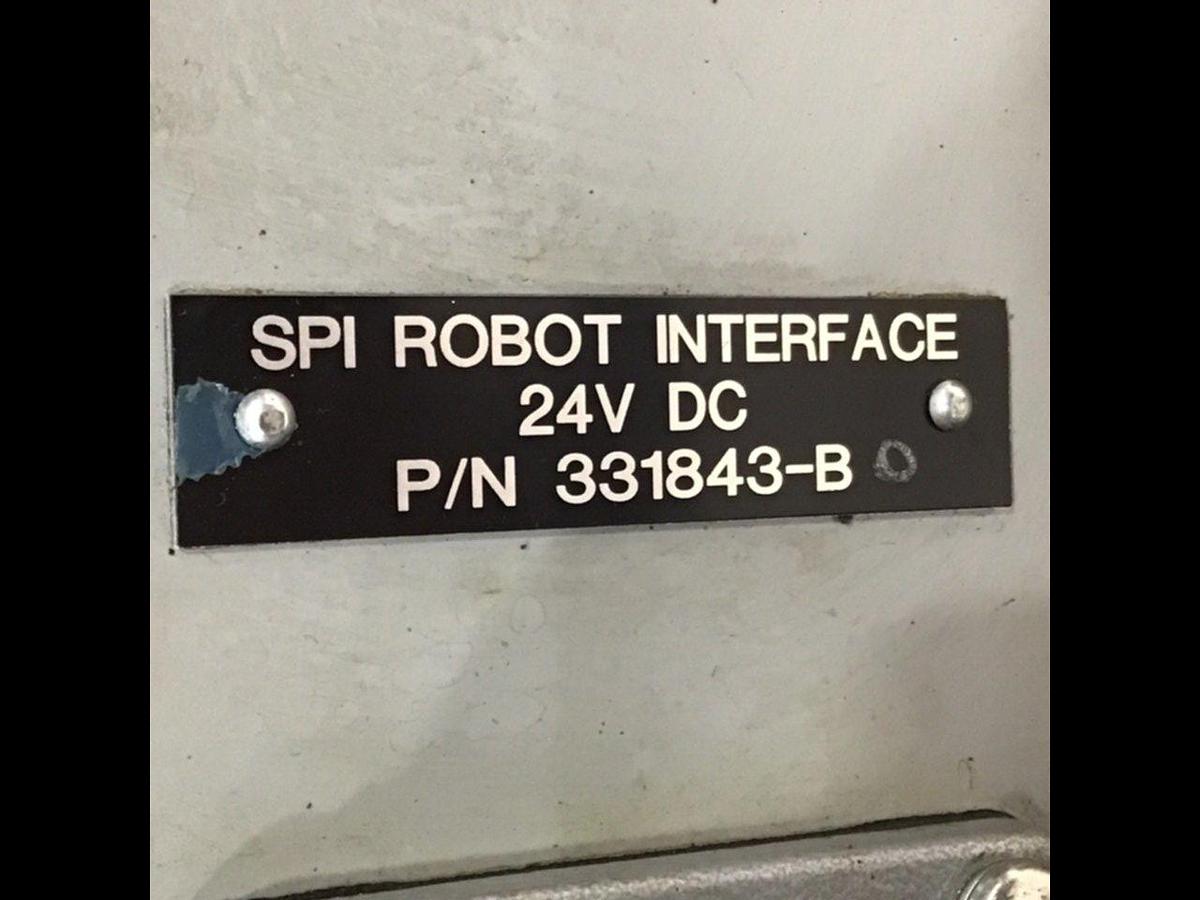 SPI ROBOT INTERFACE
24V DC
P/N 331843-B